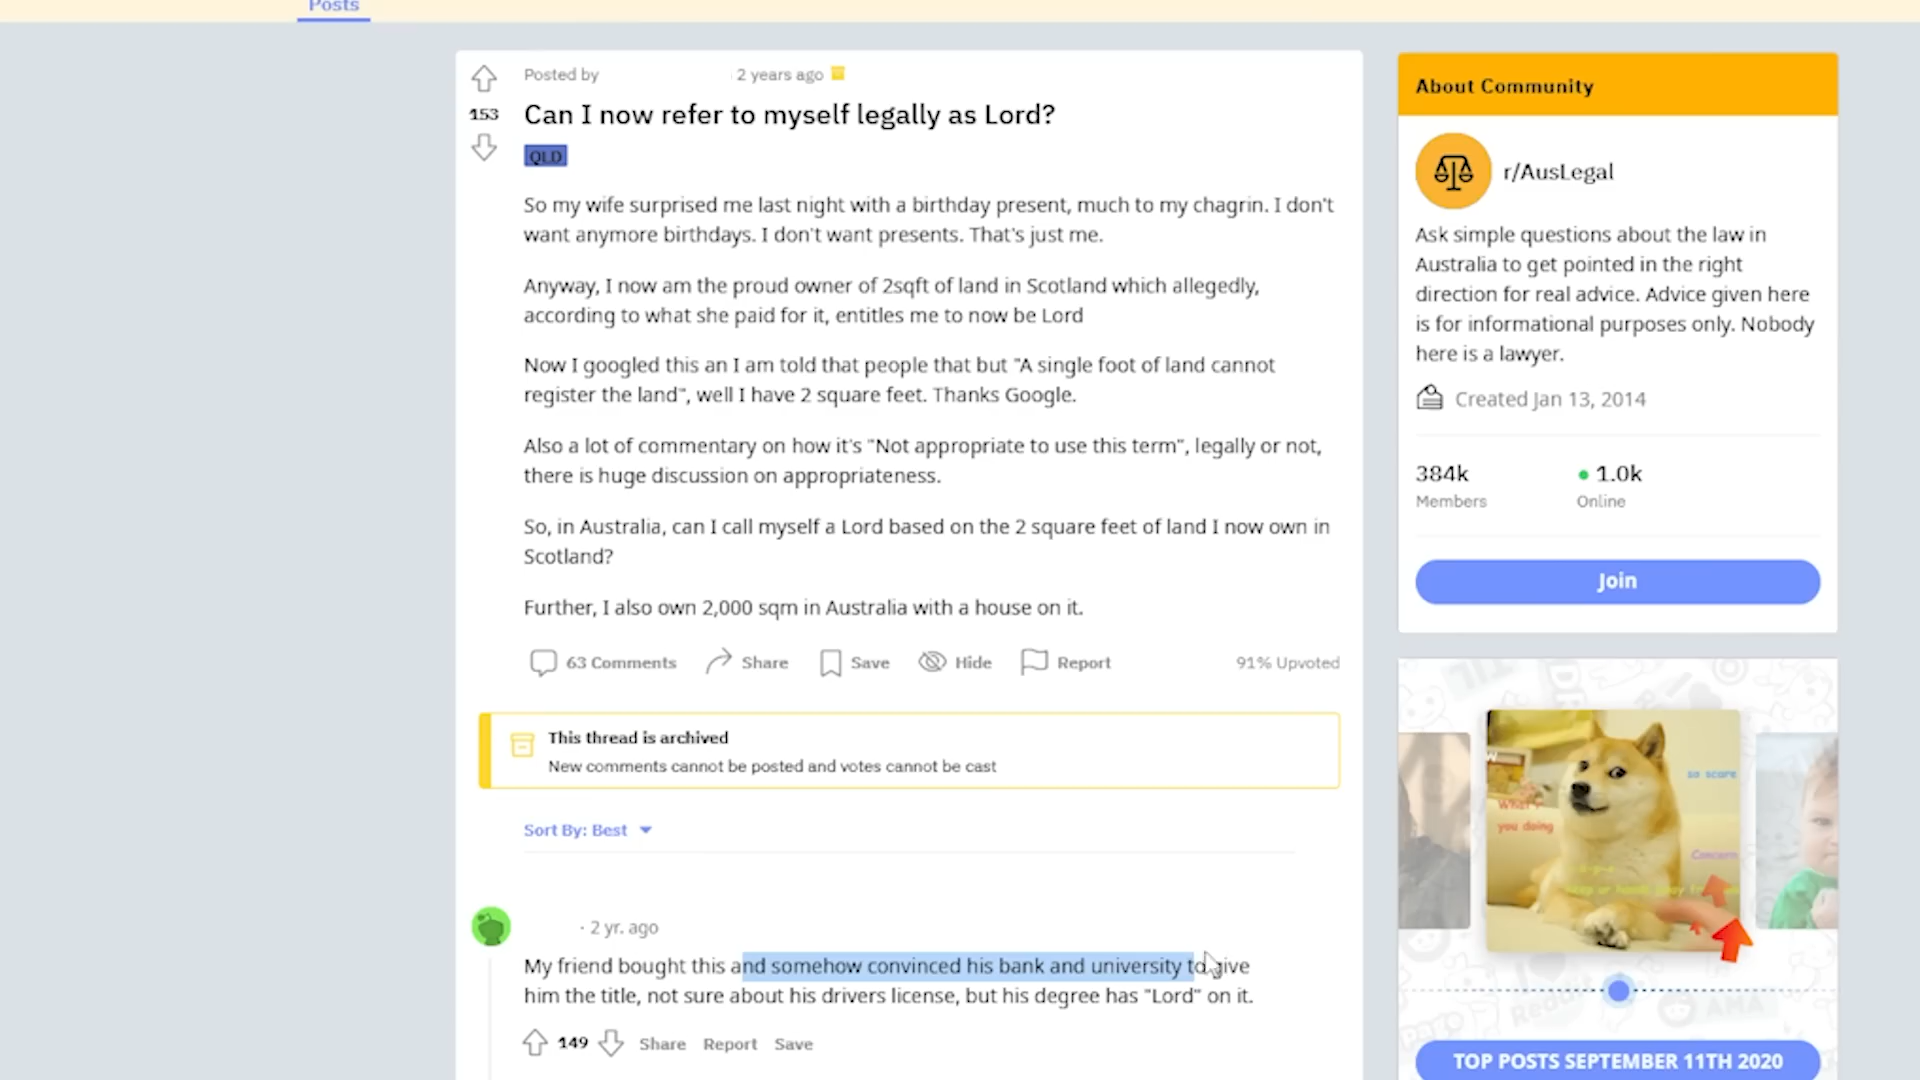 Posts
Posted by
2 years ago
153
Can I now refer to myself legally as Lord?
QLD
So my wife surprised me last night with a birthday present, much to my chagrin. I don't
want anymore birthdays. I don't want presents. That's just me.
Anyway, I now am the proud owner of 2sqft of land in Scotland which allegedly,
according to what she paid for it, entitles me to now be Lord
Now I googled this an I am told that people that but "A single foot of land cannot
register the land", well I have 2 square feet. Thanks Google.
Also a lot of commentary on how it's "Not appropriate to use this term", legally or not,
there is huge discussion on appropriateness.
So, in Australia, can I call myself a Lord based on the 2 square feet of land I now own in
Scotland?
Further, I also own 2,000 sqm in Australia with a house on it.
63 Comments Share Save Hide Report 91% Upvoted
This thread is archived
New comments cannot be posted and votes cannot be cast
Sort By: Best
· 2 yr. ago
My friend bought this and somehow convinced his bank and university to give
him the title, not sure about his drivers license, but his degree has "Lord" on it.
149 Share Report Save
About Community
r/AusLegal
Ask simple questions about the law in
Australia to get pointed in the right
direction for real advice. Advice given here
is for informational purposes only. Nobody
here is a lawyer.
Created Jan 13, 2014
384k 1.0k
Members Online
Join
so scare
What r
you doing
Concern
AMA
TOP POSTS SEPTEMBER 11TH 2020